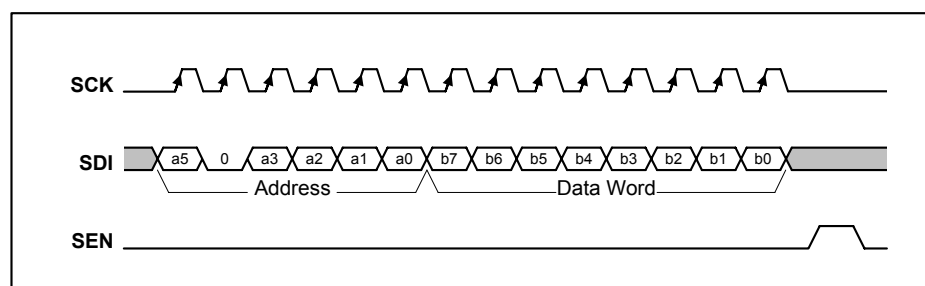 SCK
SDI a5 0 a3 a2 a1 a0 b7 b6 b5 b4 b3 b2 b1 b0
Address Data Word
SEN